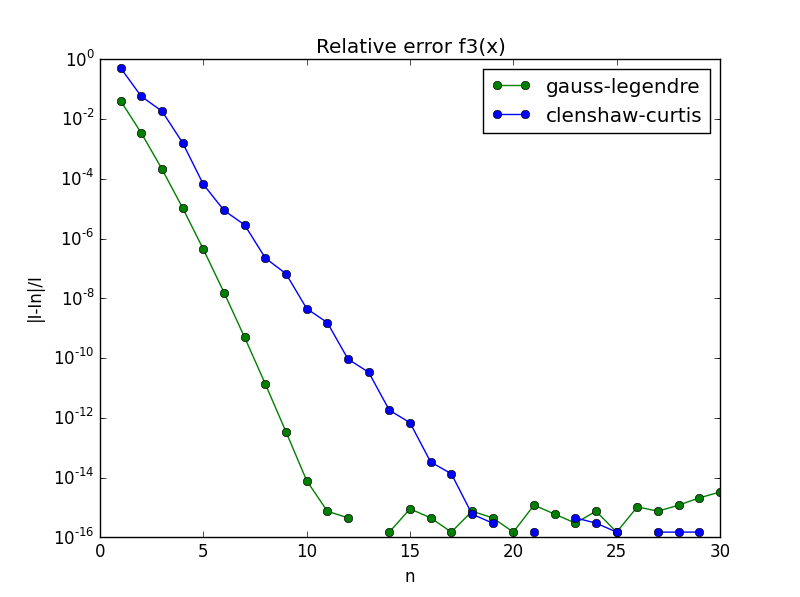 Relative error f3(x)
gauss-legendre
clenshaw-curtis
10^0
10^-2
10^-4
10^-6
10^-8
10^-10
10^-12
10^-14
10^-16
|I-In|/I
0 5 10 15 20 25 30
n